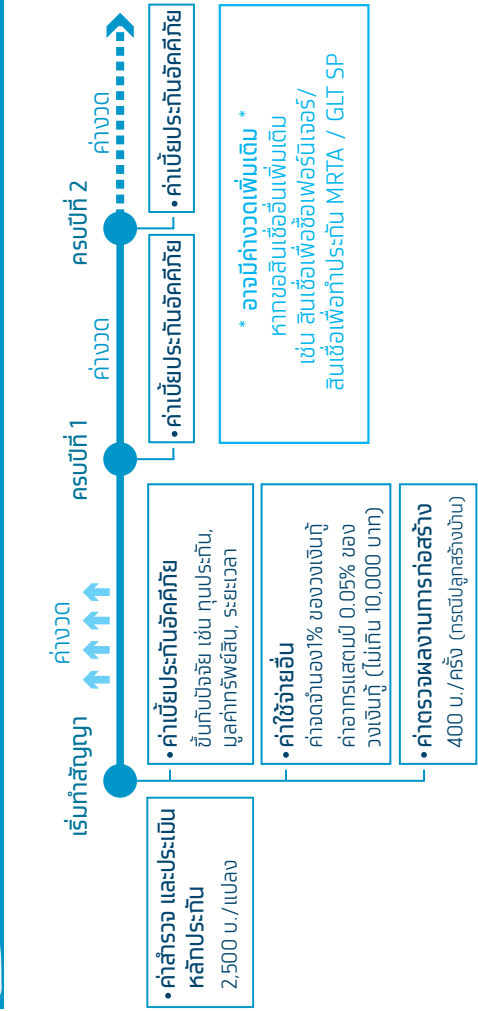 เริ่มทำสัญญา
ค่างวด
ครบปีที่ 1
ค่างวด
ครบปีที่ 2
ค่างวด
• ค่าสำรวจ และประเมิน
หลักประกัน
2,500 บ./แปลง
• ค่าเบี้ยประกันอัคคีภัย
ขึ้นกับปัจจัย เช่น ทุนประกัน,
มูลค่าทรัพย์สิน, ระยะเวลา
• ค่าใช้จ่ายอื่น
ค่าจดจำนอง1% ของวงเงินกู้
ค่าอากรแสตมป์ 0.05% ของ
วงเงินกู้ (ไม่เกิน 10,000 บาท)
• ค่าตรวจผลงานการก่อสร้าง
400 บ./ครั้ง (กรณีปลูกสร้างบ้าน)
• ค่าเบี้ยประกันอัคคีภัย
• ค่าเบี้ยประกันอัคคีภัย
* อาจมีค่างวดเพิ่มเติม *
หากขอสินเชื่ออื่นเพิ่มเติม
เช่น สินเชื่อเพื่อซื้อเฟอร์นิเจอร์/
สินเชื่อเพื่อทำประกัน MRTA / GLT SP